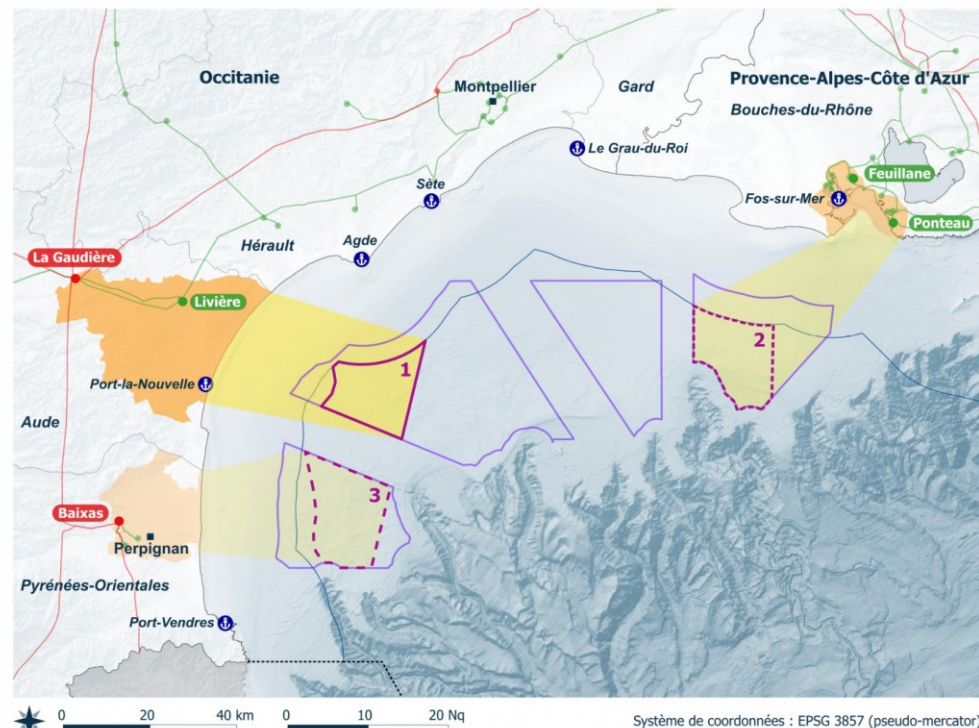 Occitanie
Provence-Alpes-Côte d'Azur
Montpellier
Gard
Bouches-du-Rhône
Le Grau-du-Roi
Feuillane
Sète
Fos-sur-Mer
Ponteau
Hérault
Agde
La Gaudière
Livière
2
1
Port-la-Nouvelle
Aude
3
Baixas
Perpignan
Pyrénées-Orientales
Port-Vendres
0 20 40 km
0 10 20 Nq
Système de coordonnées : EPSG 3857 (pseudo-mercator)